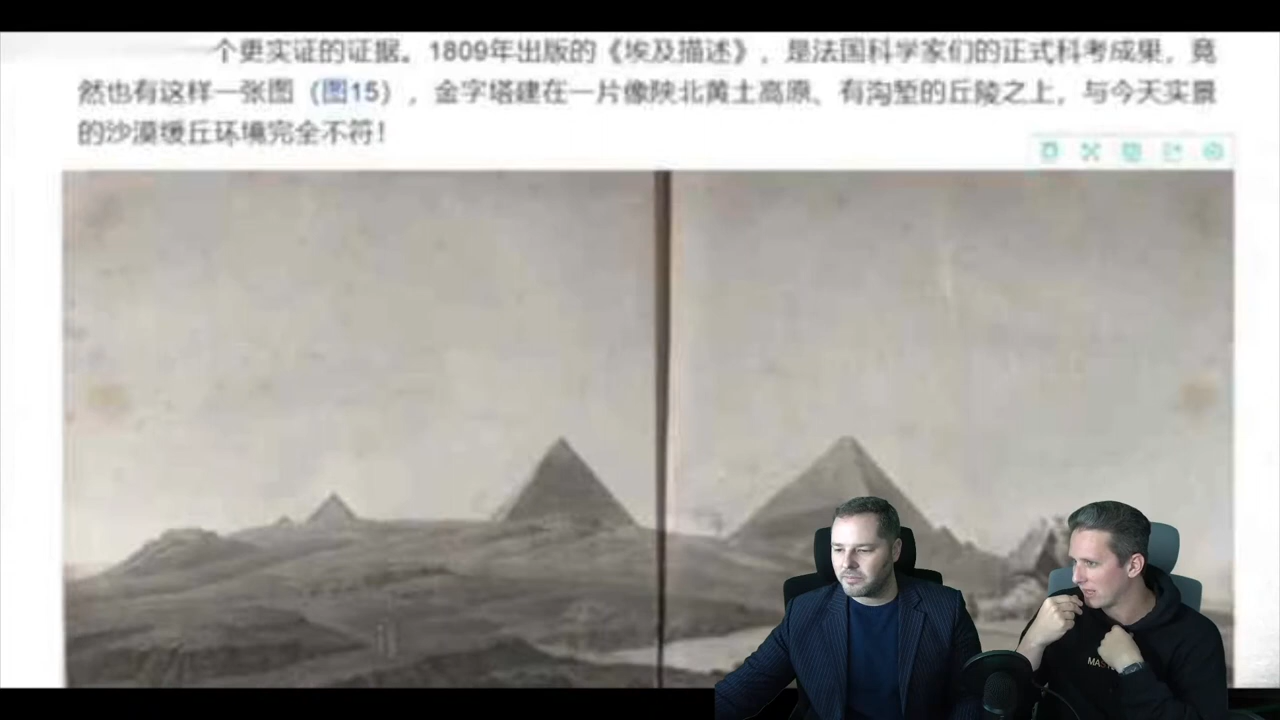 个更实证的证据。1809年出版的《埃及描述》，是法国科学家们的正式科考成果，竟
然也有这样一张图（图15），金字塔建在一片像陕北黄土高原、有沟堑的丘陵之上，与今天实景
的沙漠缓丘环境完全不符！